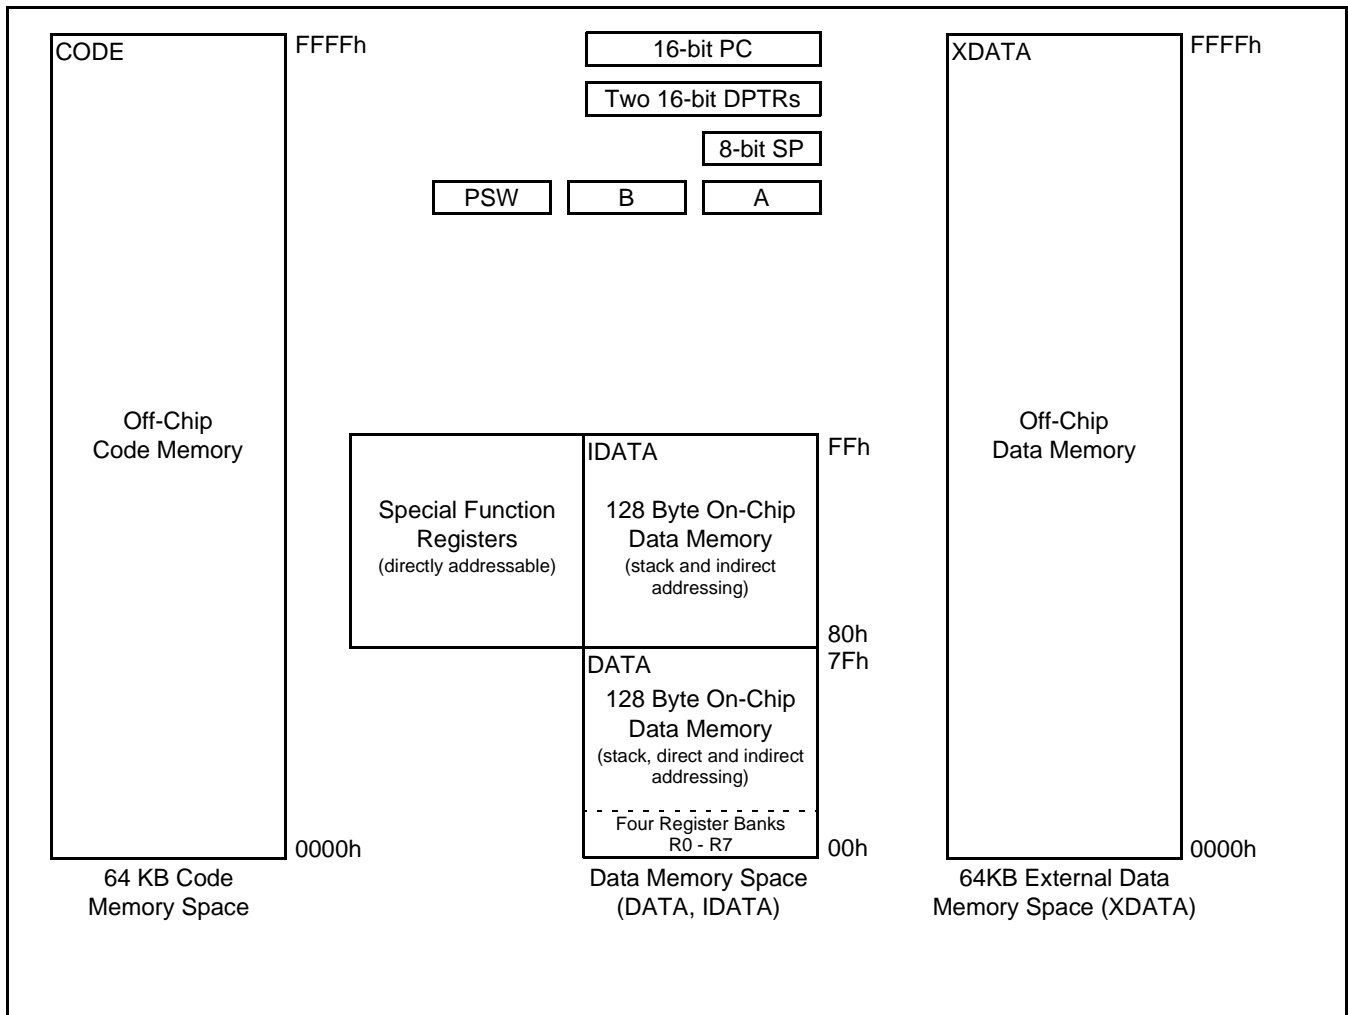 CODE
FFFFh
16-bit PC
XDATA
FFFFh
Two 16-bit DPTRs
8-bit SP
PSW
B
A
Off-Chip
Code Memory
Off-Chip
Data Memory
IDATA
FFh
Special Function
Registers
(directly addressable)
128 Byte On-Chip
Data Memory
(stack and indirect
addressing)
80h
7Fh
DATA
128 Byte On-Chip
Data Memory
(stack, direct and indirect
addressing)
Four Register Banks
R0 - R7
0000h
00h
0000h
64 KB Code
Memory Space
Data Memory Space
(DATA, IDATA)
64KB External Data
Memory Space (XDATA)